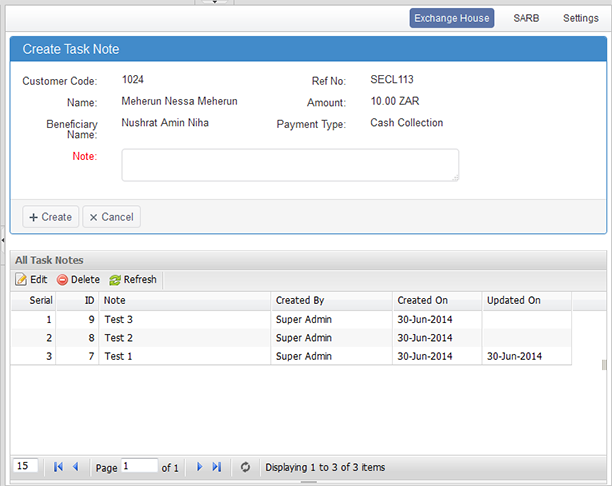 Exchange House SARB Settings
Create Task Note
Customer Code: 1024 Ref No: SECL113
Name: Meherun Nessa Meherun Amount: 10.00 ZAR
Beneficiary Name: Nushrat Amin Niha Payment Type: Cash Collection
Note:
+ Create × Cancel
All Task Notes
Edit Delete Refresh
Serial ID Note Created By Created On Updated On
1 9 Test 3 Super Admin 30-Jun-2014
2 8 Test 2 Super Admin 30-Jun-2014
3 7 Test 1 Super Admin 30-Jun-2014 30-Jun-2014
15 Page 1 of 1 Displaying 1 to 3 of 3 items